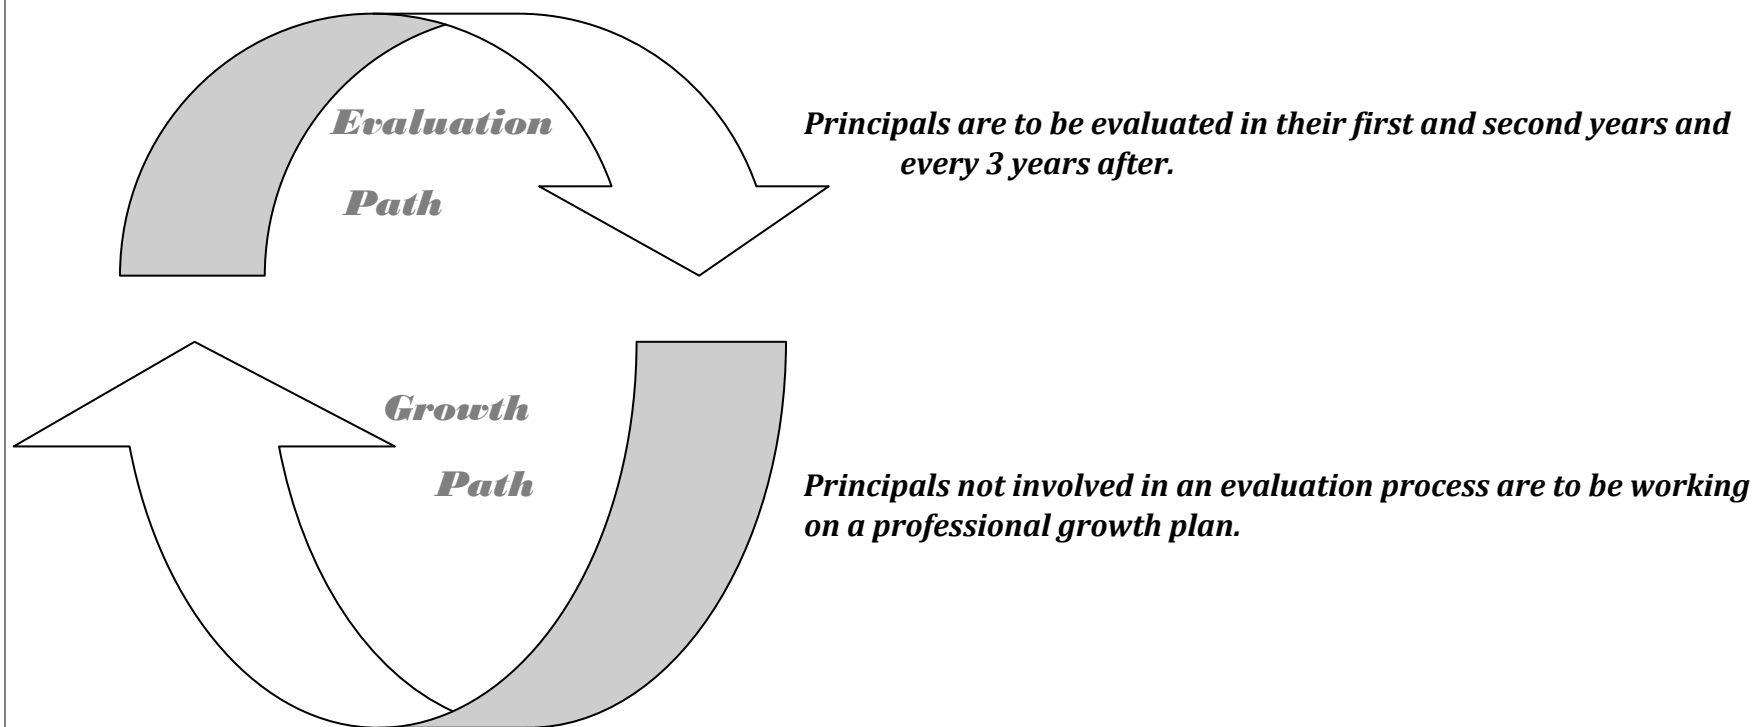 Evaluation
Path
Principals are to be evaluated in their first and second years and
every 3 years after.
Growth
Path
Principals not involved in an evaluation process are to be working
on a professional growth plan.